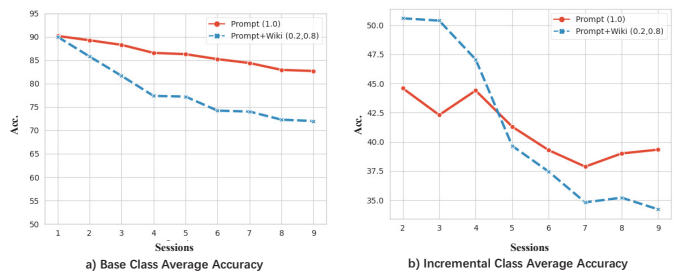 95
90
85
80
75
70
65
60
55
50
Acc.
Prompt (1.0)
Prompt+Wiki (0.2,0.8)
1 2 3 4 5 6 7 8 9
Sessions
a) Base Class Average Accuracy
50.0
47.5
45.0
42.5
40.0
37.5
35.0
Acc.
Prompt (1.0)
Prompt+Wiki (0.2,0.8)
2 3 4 5 6 7 8 9
Sessions
b) Incremental Class Average Accuracy